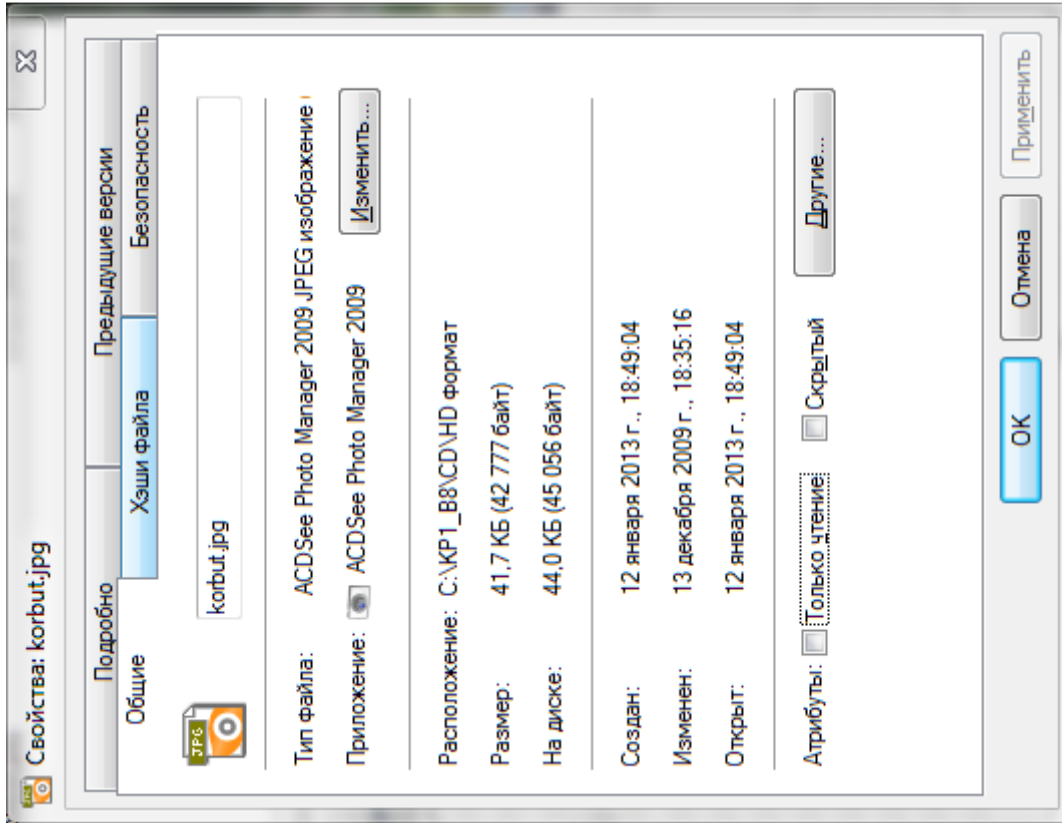 Свойства: korbut.jpg
Подробно Предыдущие версии
Общие Хэши файла Безопасность
JPG
korbut.jpg
Тип файла: ACDSee Photo Manager 2009 JPEG изображение
Приложение: ACDSee Photo Manager 2009 Изменить...
Расположение: C:\KP1_B8\CD\HD формат
Размер: 41,7 КБ (42 777 байт)
На диске: 44,0 КБ (45 056 байт)
Создан: 12 января 2013 г., 18:49:04
Изменен: 13 декабря 2009 г., 18:35:16
Открыт: 12 января 2013 г., 18:49:04
Атрибуты: Только чтение Скрытый Другие...
OK Отмена Применить